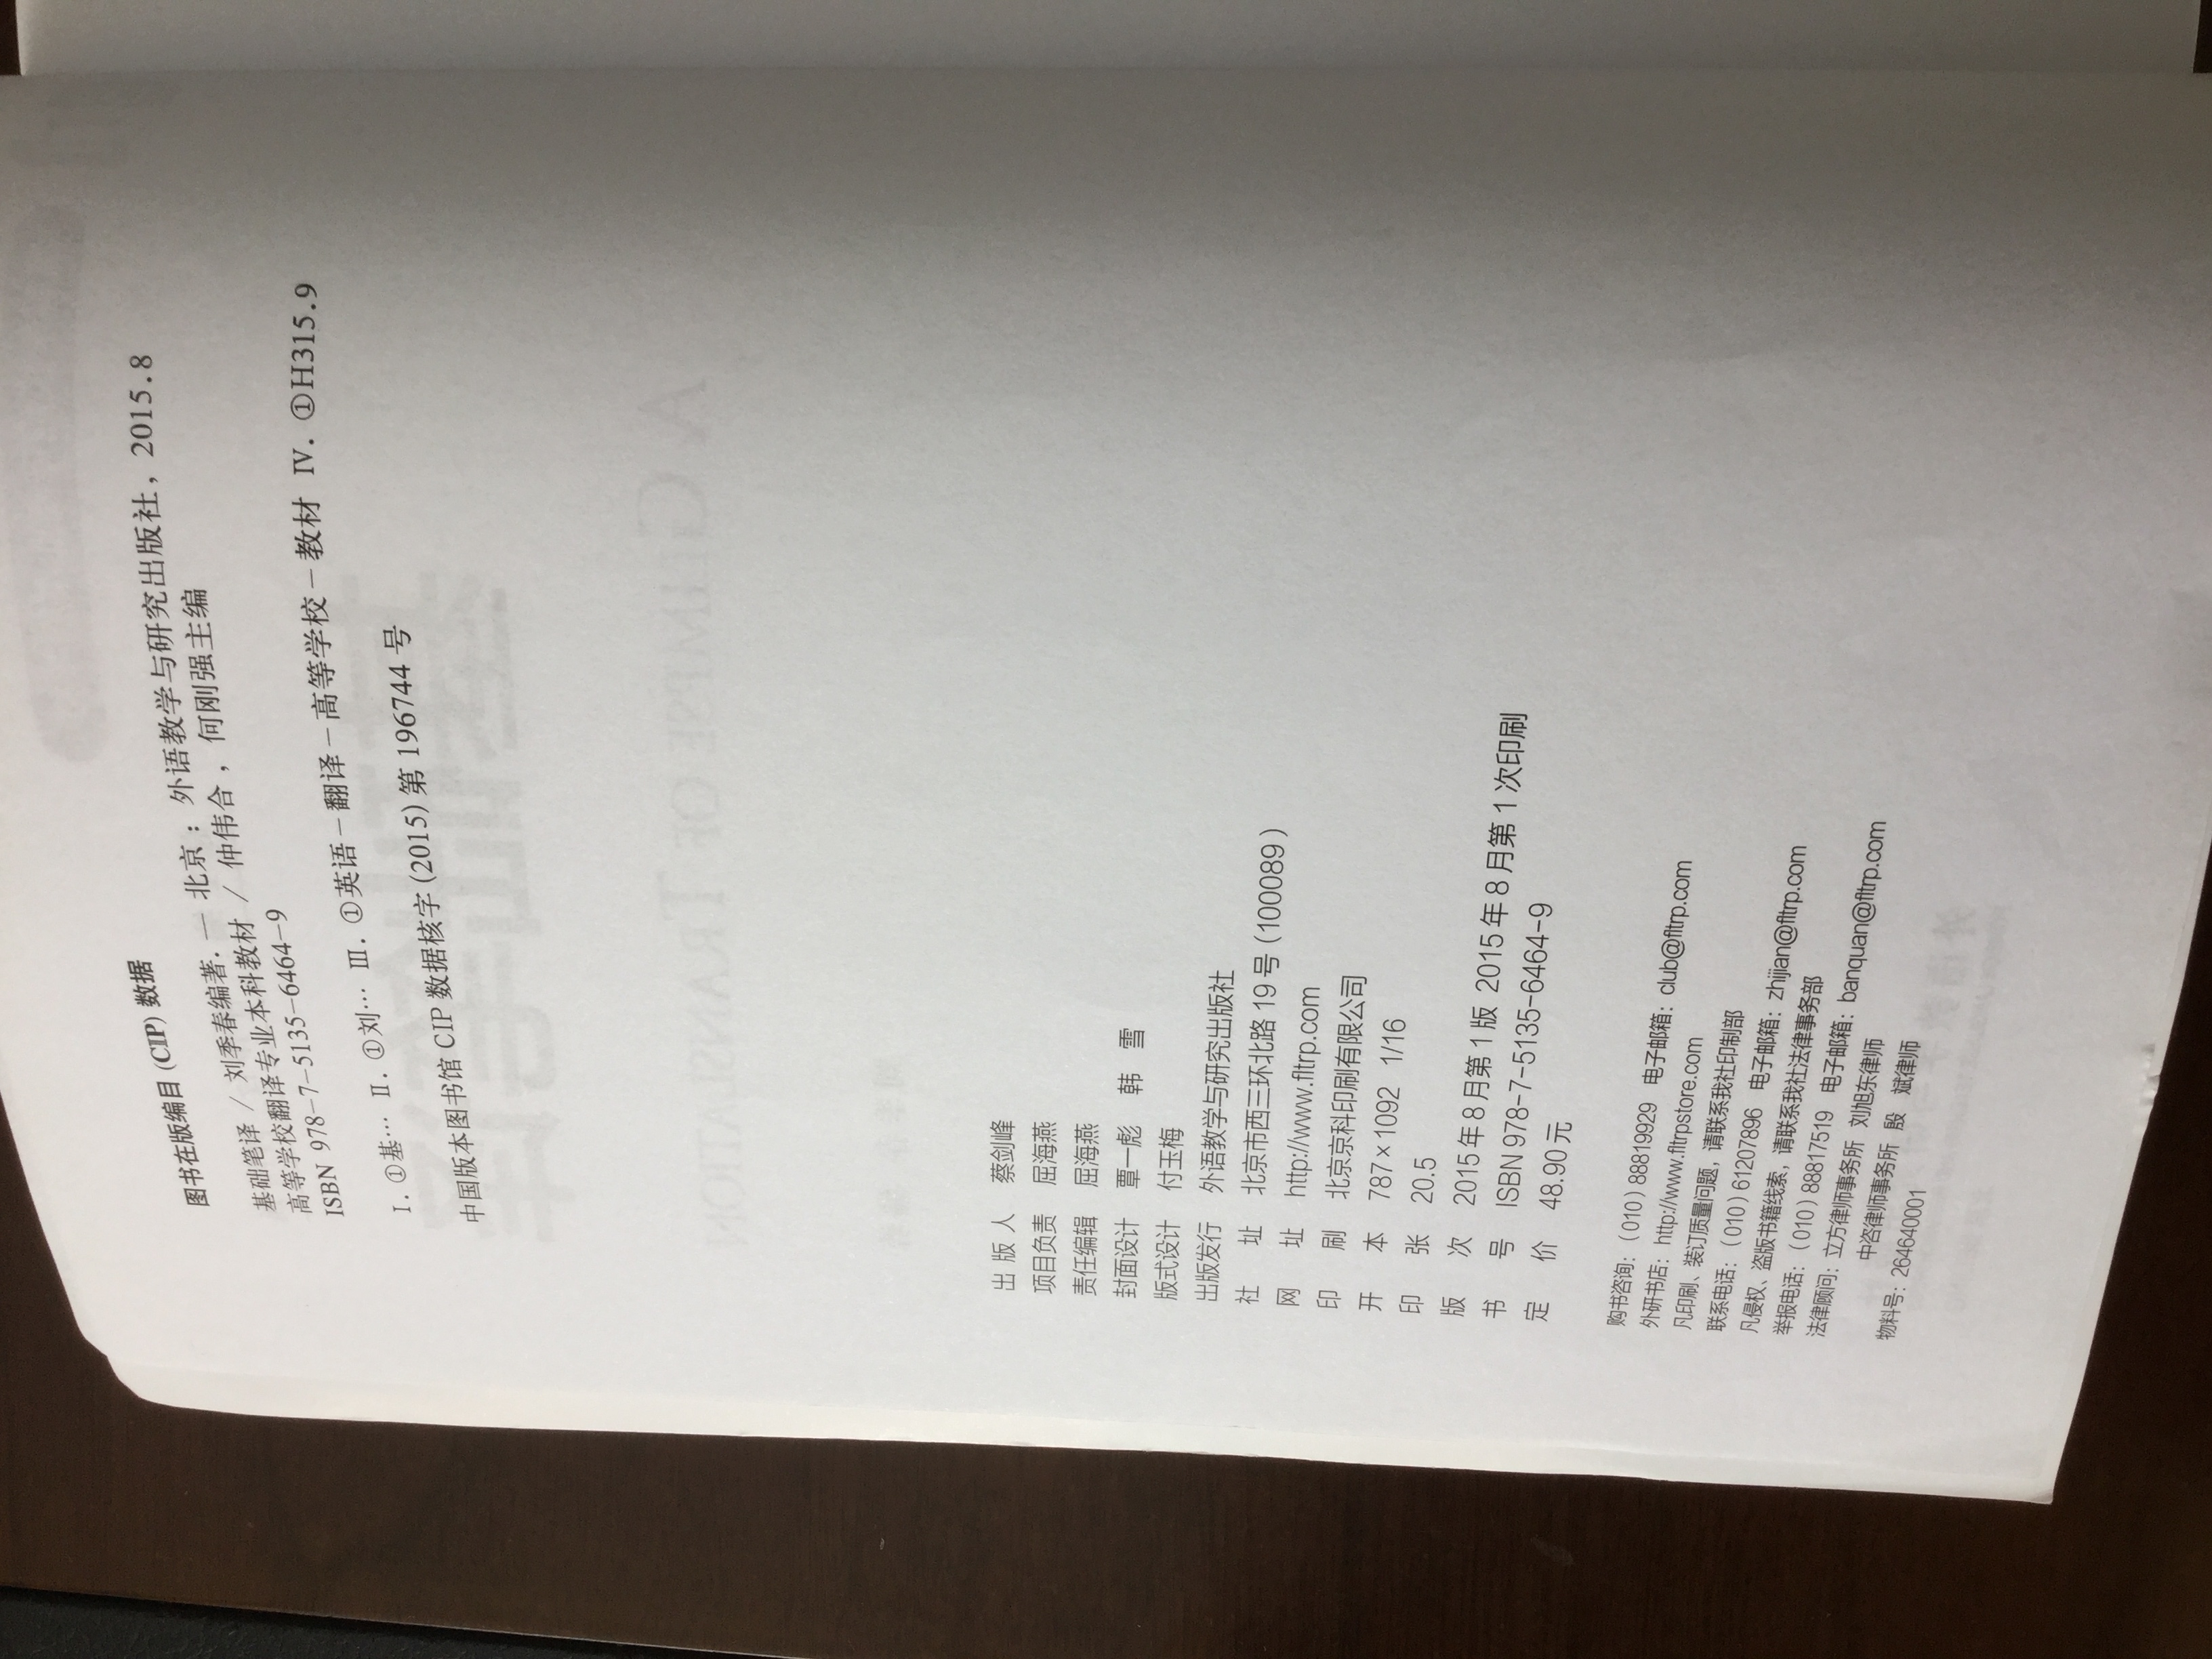 图书在版编目 (CIP) 数据
基础笔译 / 刘季春编著. — 北京 : 外语教学与研究出版社, 2015.8
高等学校翻译专业本科教材 / 仲伟合, 何刚强主编
ISBN 978-7-5135-6464-9
Ⅰ. ①基… Ⅱ. ①刘… Ⅲ. ①英语－翻译－高等学校－教材 Ⅳ. ①H315.9
中国版本图书馆 CIP 数据核字 (2015) 第 196744 号
基础笔译
A GLIMPSE OF TRANSLATION
刘季春 编著
出版人 蔡剑峰
项目负责 屈海燕
责任编辑 屈海燕
封面设计 覃一彪 韩 雪
版式设计 付玉梅
出版发行 外语教学与研究出版社
社 址 北京市西三环北路 19 号 (100089)
网 址 http://www.fltrp.com
印 刷 北京京科印刷有限公司
开 本 787×1092 1/16
印 张 20.5
版 次 2015 年 8 月第 1 版 2015 年 8 月第 1 次印刷
书 号 ISBN 978-7-5135-6464-9
定 价 48.90 元
购书咨询: (010) 88819929 电子邮箱: club@fltrp.com
外研书店: http://www.fltrpstore.com
凡印刷、装订质量问题, 请联系我社印制部
联系电话: (010) 61207896 电子邮箱: zhijian@fltrp.com
凡侵权、盗版书籍线索, 请联系我社法律事务部
举报电话: (010) 88817519 电子邮箱: banquan@fltrp.com
法律顾问: 立方律师事务所 刘旭东律师
中咨律师事务所 殷 斌律师
物料号: 264640001